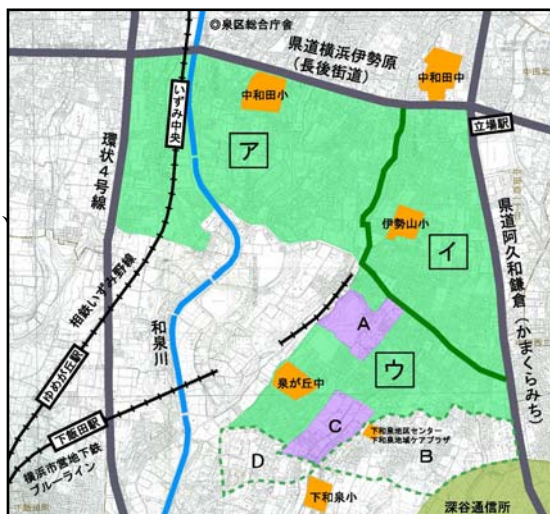 ◎泉区総合庁舎
県道横浜伊勢原
（長後街道）
中和田中
中和田小
いずみ中央
立場駅
環状4号線
ア
伊勢山小
イ
県道阿久和鎌倉（かまくらみち）
相鉄いずみ野線
和泉川
A
ウ
ゆめが丘駅
泉が丘中
下飯田駅
C
下和泉地区センター
下和泉地域ケアプラザ
B
D
横浜市営地下鉄
ブルーライン
下和泉小
深谷通信所